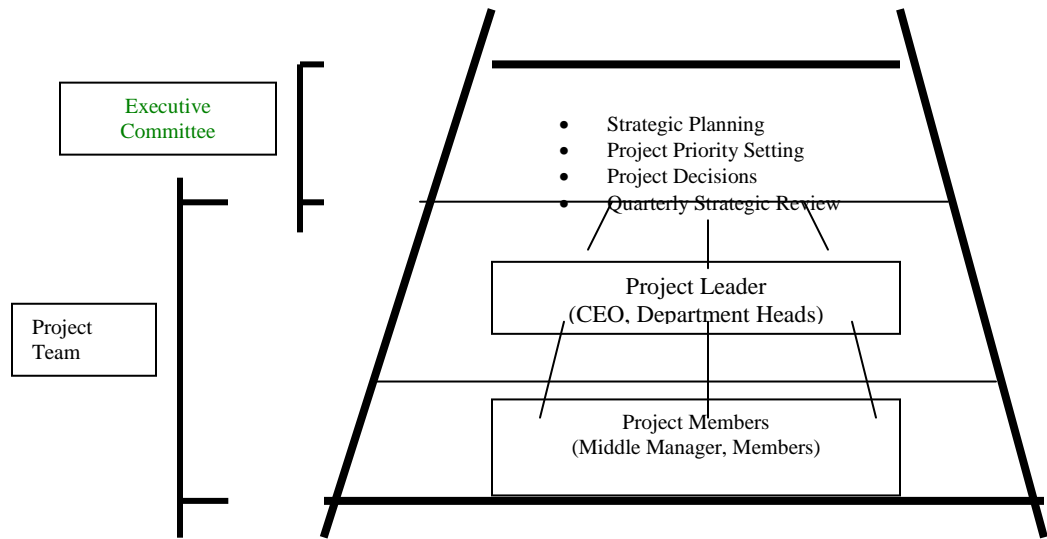 Executive
Committee
• Strategic Planning
• Project Priority Setting
• Project Decisions
• Quarterly Strategic Review
Project Leader
(CEO, Department Heads)
Project
Team
Project Members
(Middle Manager, Members)